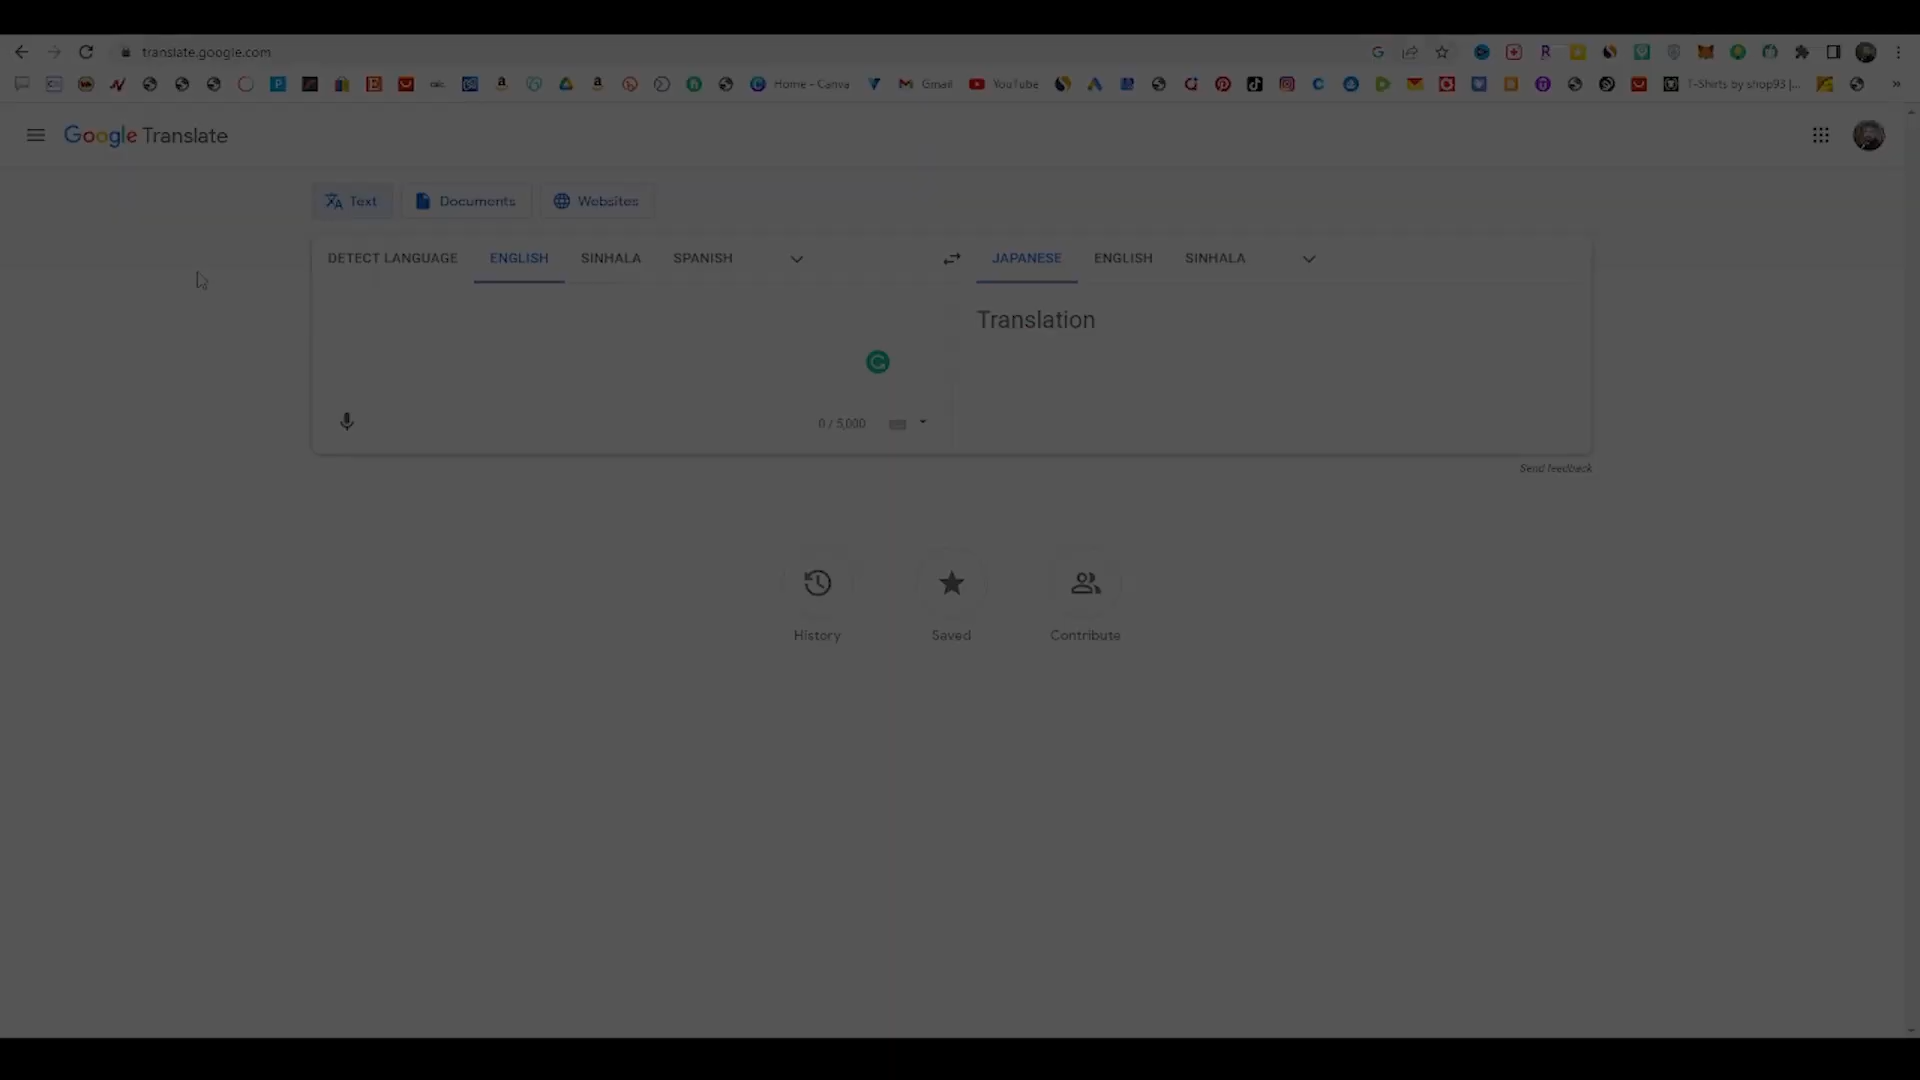 translate.google.com
Home - Canva
Gmail
YouTube
T-Shirts by shop93 |...
Google Translate
Text
Documents
Websites
DETECT LANGUAGE
ENGLISH
SINHALA
SPANISH
JAPANESE
ENGLISH
SINHALA
Translation
0 / 5,000
Send feedback
History
Saved
Contribute